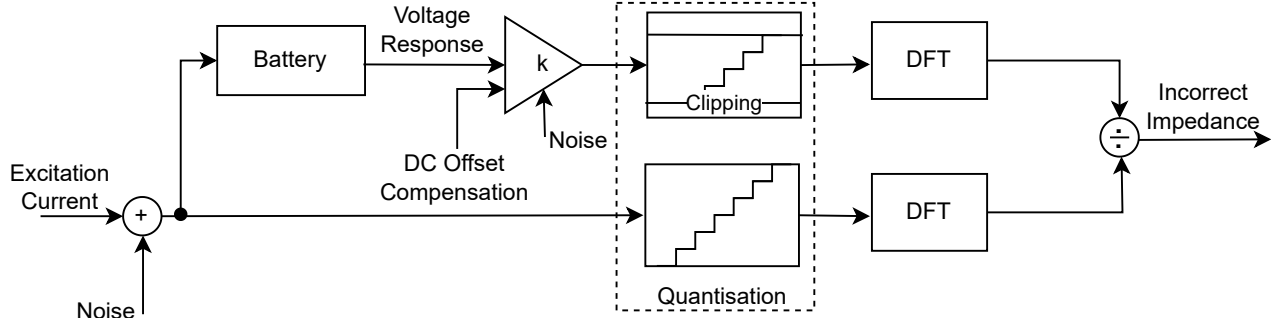 Voltage
Response
Battery
k
DFT
Clipping
Incorrect
Impedance
÷
Noise
DC Offset
Compensation
Excitation
Current
+
DFT
Quantisation
Noise